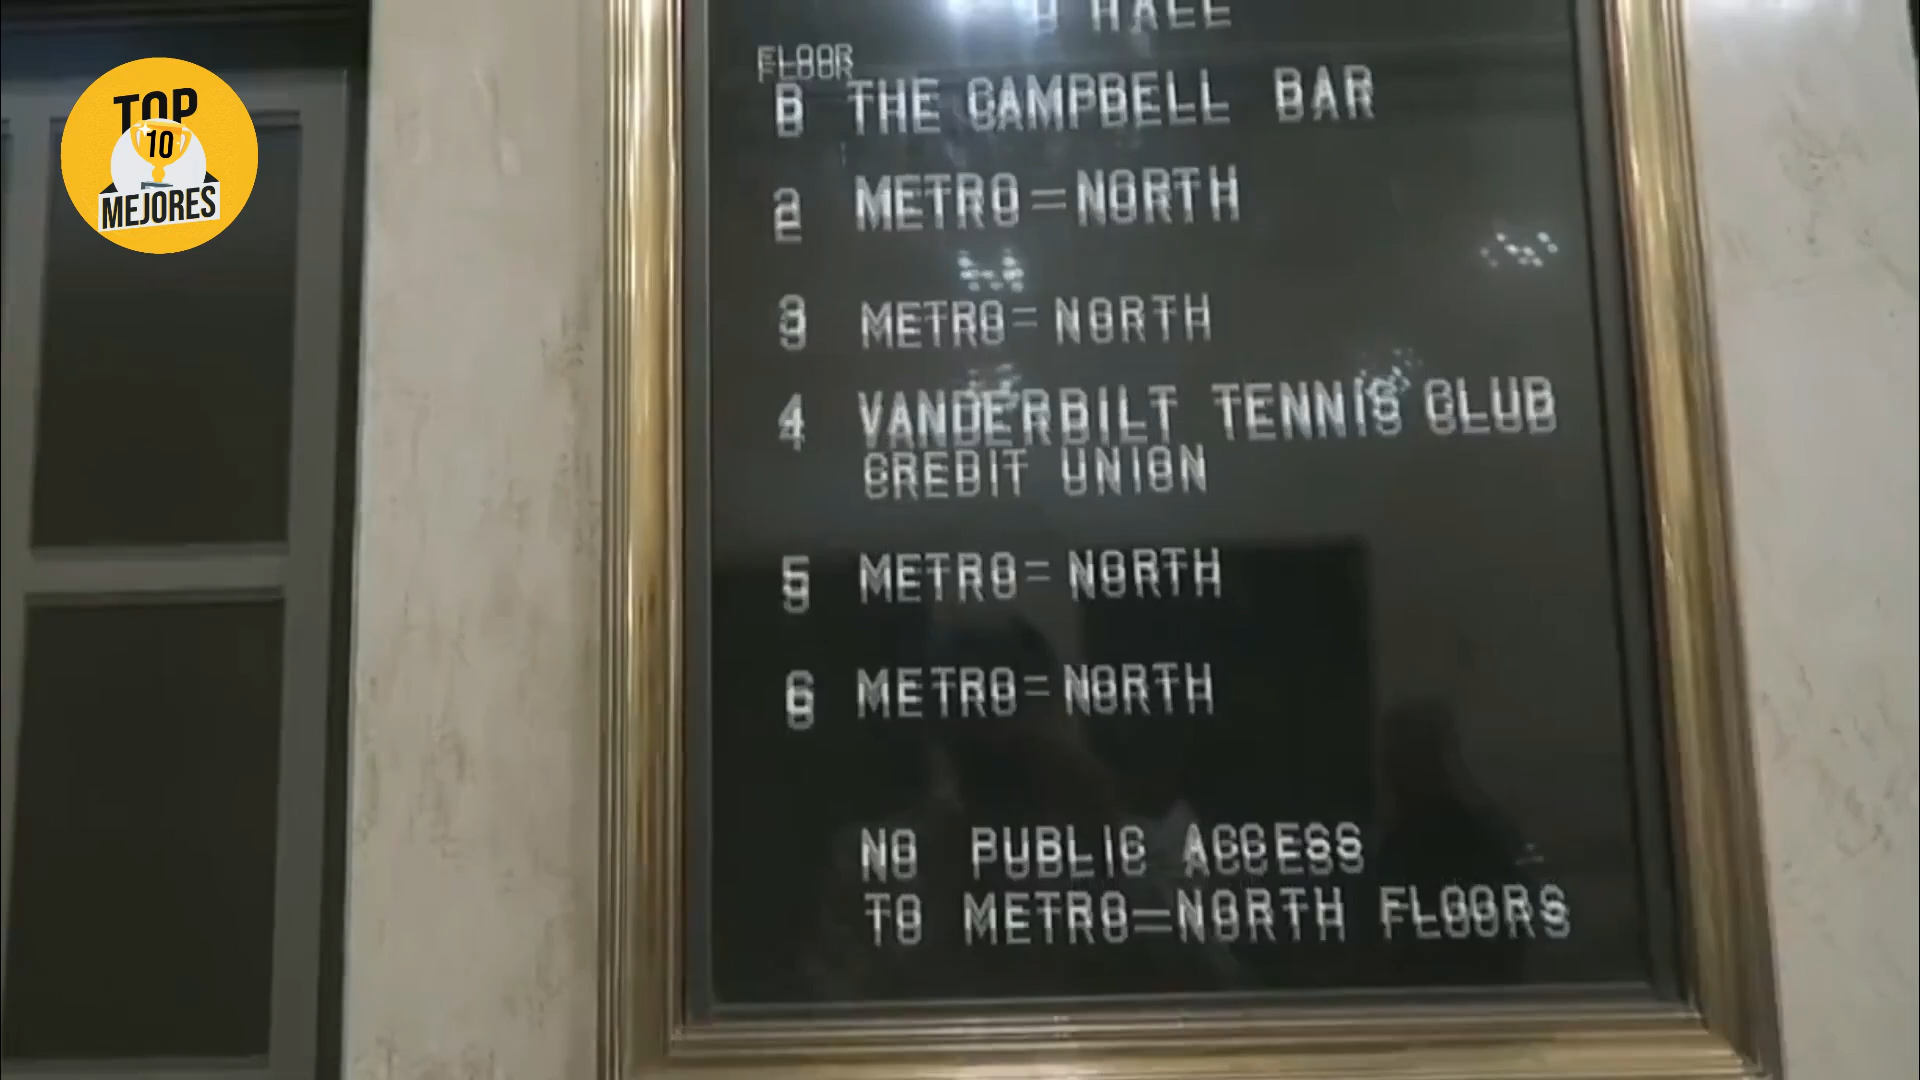 TOP
10
MEJORES
HALL
FLOOR
B THE CAMPBELL BAR
2 METRO-NORTH
3 METRO-NORTH
4 VANDERBILT TENNIS CLUB
CREDIT UNION
5 METRO-NORTH
6 METRO-NORTH
NO PUBLIC ACCESS
TO METRO-NORTH FLOORS